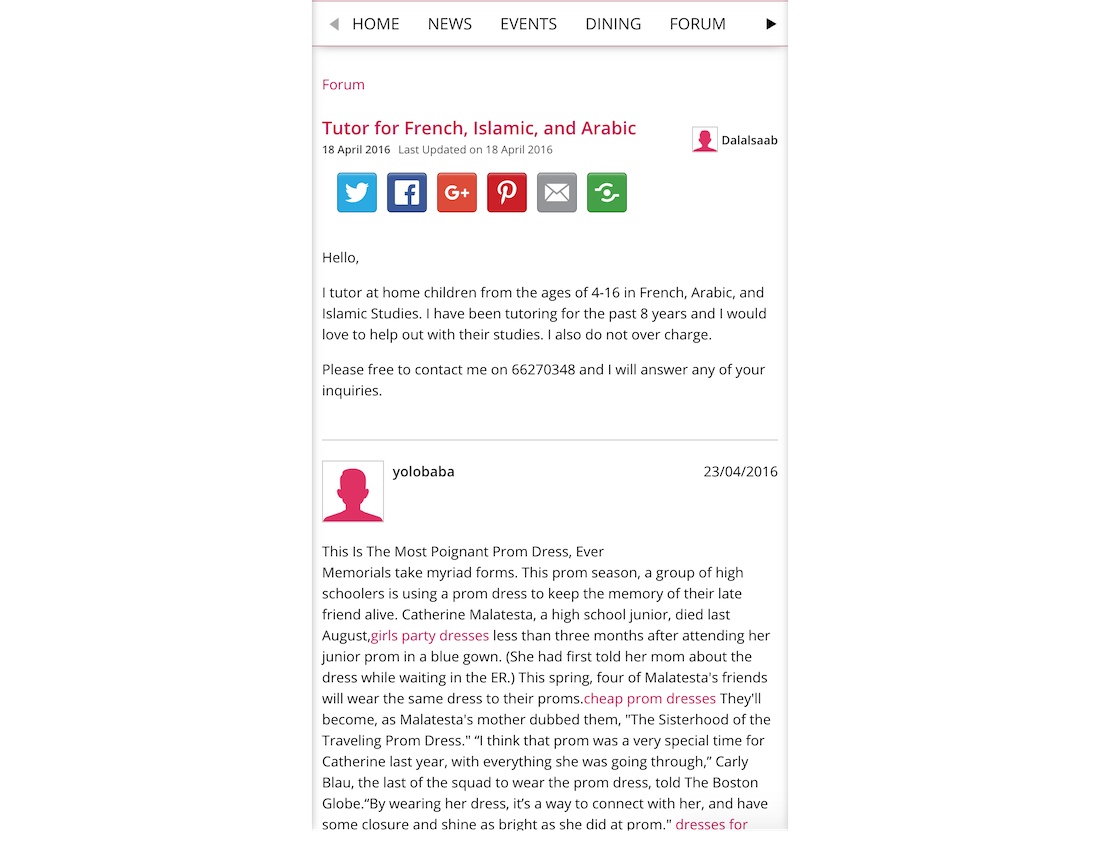 HOME NEWS EVENTS DINING FORUM
Forum
Tutor for French, Islamic, and Arabic
18 April 2016 Last Updated on 18 April 2016
Dalalsaab
G+
Hello,
I tutor at home children from the ages of 4-16 in French, Arabic, and
Islamic Studies. I have been tutoring for the past 8 years and I would
love to help out with their studies. I also do not over charge.
Please free to contact me on 66270348 and I will answer any of your
inquiries.
yolobaba 23/04/2016
This Is The Most Poignant Prom Dress, Ever
Memorials take myriad forms. This prom season, a group of high
schoolers is using a prom dress to keep the memory of their late
friend alive. Catherine Malatesta, a high school junior, died last
August,girls party dresses less than three months after attending her
junior prom in a blue gown. (She had first told her mom about the
dress while waiting in the ER.) This spring, four of Malatesta's friends
will wear the same dress to their proms.cheap prom dresses They'll
become, as Malatesta's mother dubbed them, "The Sisterhood of the
Traveling Prom Dress." “I think that prom was a very special time for
Catherine last year, with everything she was going through,” Carly
Blau, the last of the squad to wear the prom dress, told The Boston
Globe.“By wearing her dress, it’s a way to connect with her, and have
some closure and shine as bright as she did at prom." dresses for